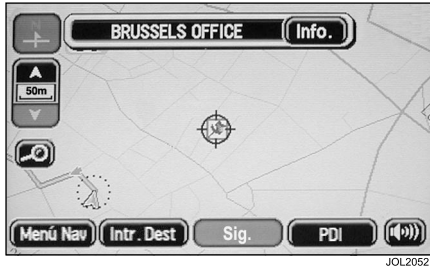 N
BRUSSELS OFFICE Info.
50m
Menú Nav Intr. Dest Sig. PDI
JOL2052